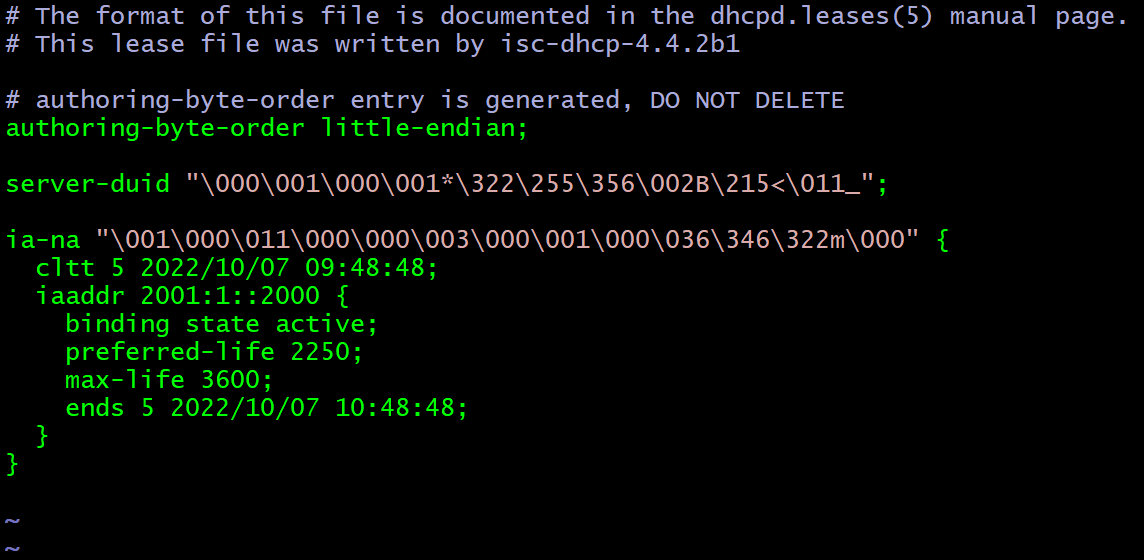 # The format of this file is documented in the dhcpd.leases(5) manual page.
# This lease file was written by isc-dhcp-4.4.2b1
# authoring-byte-order entry is generated, DO NOT DELETE
authoring-byte-order little-endian;
server-duid "\000\001\000\001*\322\255\356\002B\215<\011_";
ia-na "\001\000\011\000\000\003\000\001\000\036\346\322m\000" {
  cltt 5 2022/10/07 09:48:48;
  iaaddr 2001:1::2000 {
    binding state active;
    preferred-life 2250;
    max-life 3600;
    ends 5 2022/10/07 10:48:48;
  }
}
~
~